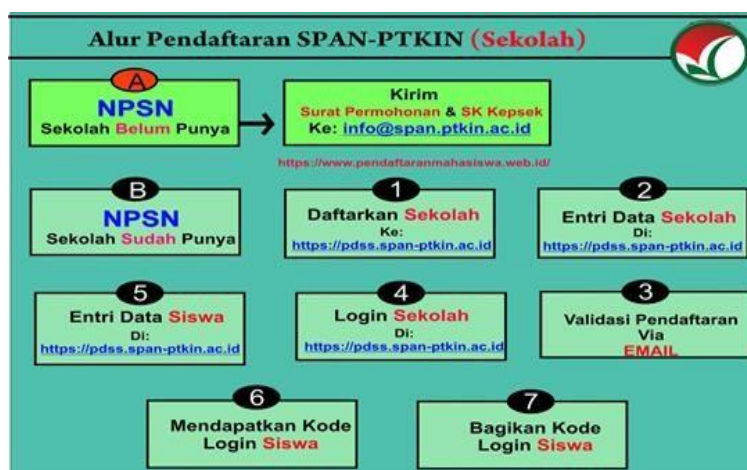 Alur Pendaftaran SPAN-PTKIN (Sekolah)
A
NPSN
Sekolah Belum Punya
Kirim
Surat Permohonan & SK Kepsek
Ke: info@span.ptkin.ac.id
https://www.pendaftaranmahasiswa.web.id/
B
NPSN
Sekolah Sudah Punya
1
Daftarkan Sekolah
Ke:
https://pdss.span-ptkin.ac.id
2
Entri Data Sekolah
Di:
https://pdss.span-ptkin.ac.id
5
Entri Data Siswa
Di:
https://pdss.span-ptkin.ac.id
4
Login Sekolah
Di:
https://pdss.span-ptkin.ac.id
3
Validasi Pendaftaran
Via
EMAIL
6
Mendapatkan Kode
Login Siswa
7
Bagikan Kode
Login Siswa